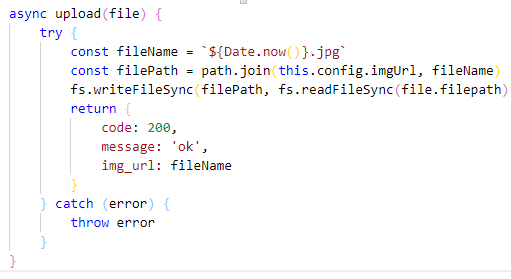 async upload(file) {
try {
const fileName = `${Date.now()}.jpg`
const filePath = path.join(this.config.imgUrl, fileName)
fs.writeFileSync(filePath, fs.readFileSync(file.filepath)
return {
code: 200,
message: 'ok',
img_url: fileName
}
} catch (error) {
throw error
}
}